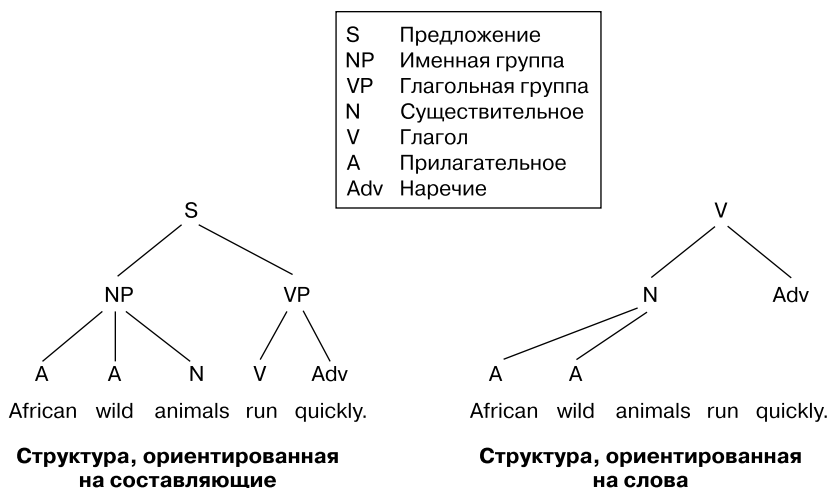 S Предложение
NP Именная группа
VP Глагольная группа
N Существительное
V Глагол
A Прилагательное
Adv Наречие
S
NP VP
A A N V Adv
African wild animals run quickly.
Структура, ориентированная
на составляющие
V
N Adv
A A
African wild animals run quickly.
Структура, ориентированная
на слова